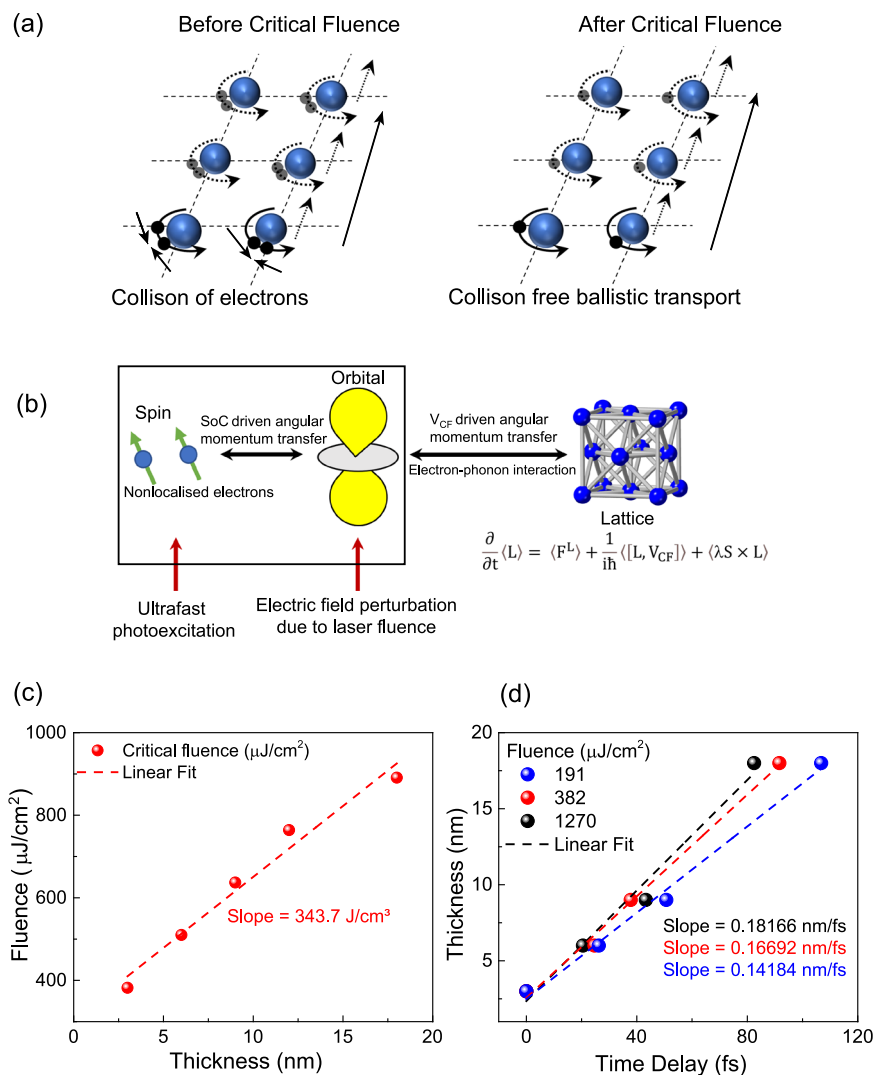 (a)
Before Critical Fluence
After Critical Fluence
Collison of electrons
Collison free ballistic transport
(b)
Spin
Nonlocalised electrons
SoC driven angular
momentum transfer
Orbital
V_CF driven angular
momentum transfer
Electron-phonon interaction
Lattice
∂/∂t ⟨L⟩ = ⟨F^L⟩ + 1/iħ ⟨[L, V_CF]⟩ + ⟨λS × L⟩
Ultrafast
photoexcitation
Electric field perturbation
due to laser fluence
(c)
1000
800
600
400
Fluence (μJ/cm²)
Critical fluence (μJ/cm²)
Linear Fit
Slope = 343.7 J/cm³
0
5
10
15
20
Thickness (nm)
(d)
20
15
10
5
Thickness (nm)
Fluence (μJ/cm²)
191
382
1270
Linear Fit
Slope = 0.18166 nm/fs
Slope = 0.16692 nm/fs
Slope = 0.14184 nm/fs
0
40
80
120
Time Delay (fs)